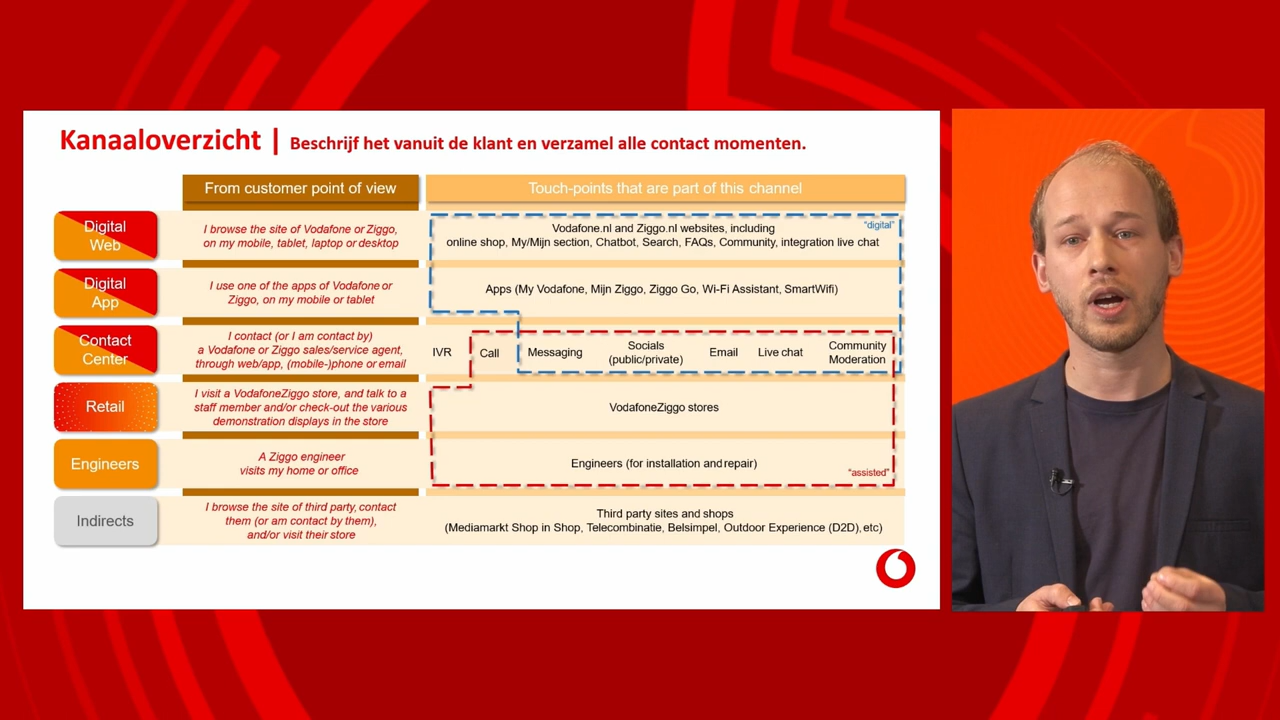 Kanaaloverzicht | Beschrijf het vanuit de klant en verzamel alle contact momenten.
From customer point of view
Touch-points that are part of this channel
Digital
Web
I browse the site of Vodafone or Ziggo,
on my mobile, tablet, laptop or desktop
Vodafone.nl and Ziggo.nl websites, including
online shop, My/Mijn section, Chatbot, Search, FAQs, Community, integration live chat
"digital"
Digital
App
I use one of the apps of Vodafone or
Ziggo, on my mobile or tablet
Apps (My Vodafone, Mijn Ziggo, Ziggo Go, Wi-Fi Assistant, SmartWifi)
Contact
Center
I contact (or I am contact by)
a Vodafone or Ziggo sales/service agent,
through web/app, (mobile-)phone or email
IVR
Call
Messaging
Socials
(public/private)
Email
Live chat
Community
Moderation
Retail
I visit a VodafoneZiggo store, and talk to a
staff member and/or check-out the various
demonstration displays in the store
VodafoneZiggo stores
Engineers
A Ziggo engineer
visits my home or office
Engineers (for installation and repair)
"assisted"
Indirects
I browse the site of third party, contact
them (or am contact by them),
and/or visit their store
Third party sites and shops
(Mediamarkt Shop in Shop, Telecombinatie, Belsimpel, Outdoor Experience (D2D), etc)